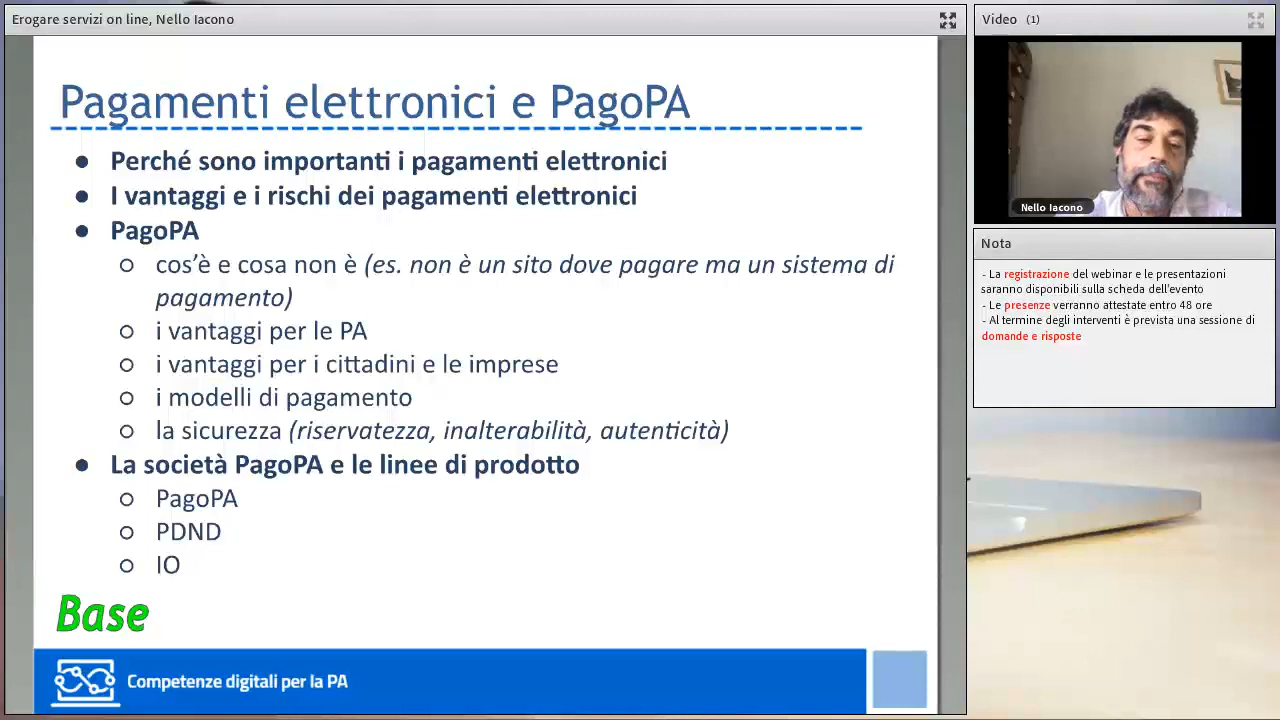 Erogare servizi on line, Nello Iacono
Pagamenti elettronici e PagoPA
● Perché sono importanti i pagamenti elettronici
● I vantaggi e i rischi dei pagamenti elettronici
● PagoPA
○ cos’è e cosa non è (es. non è un sito dove pagare ma un sistema di
pagamento)
○ i vantaggi per le PA
○ i vantaggi per i cittadini e le imprese
○ i modelli di pagamento
○ la sicurezza (riservatezza, inalterabilità, autenticità)
● La società PagoPA e le linee di prodotto
○ PagoPA
○ PDND
○ IO
Base
Competenze digitali per la PA
Video (1)
Nello Iacono
Nota
- La registrazione del webinar e le presentazioni
saranno disponibili sulla scheda dell'evento
- Le presenze verranno attestate entro 48 ore
- Al termine degli interventi è prevista una sessione di
domande e risposte